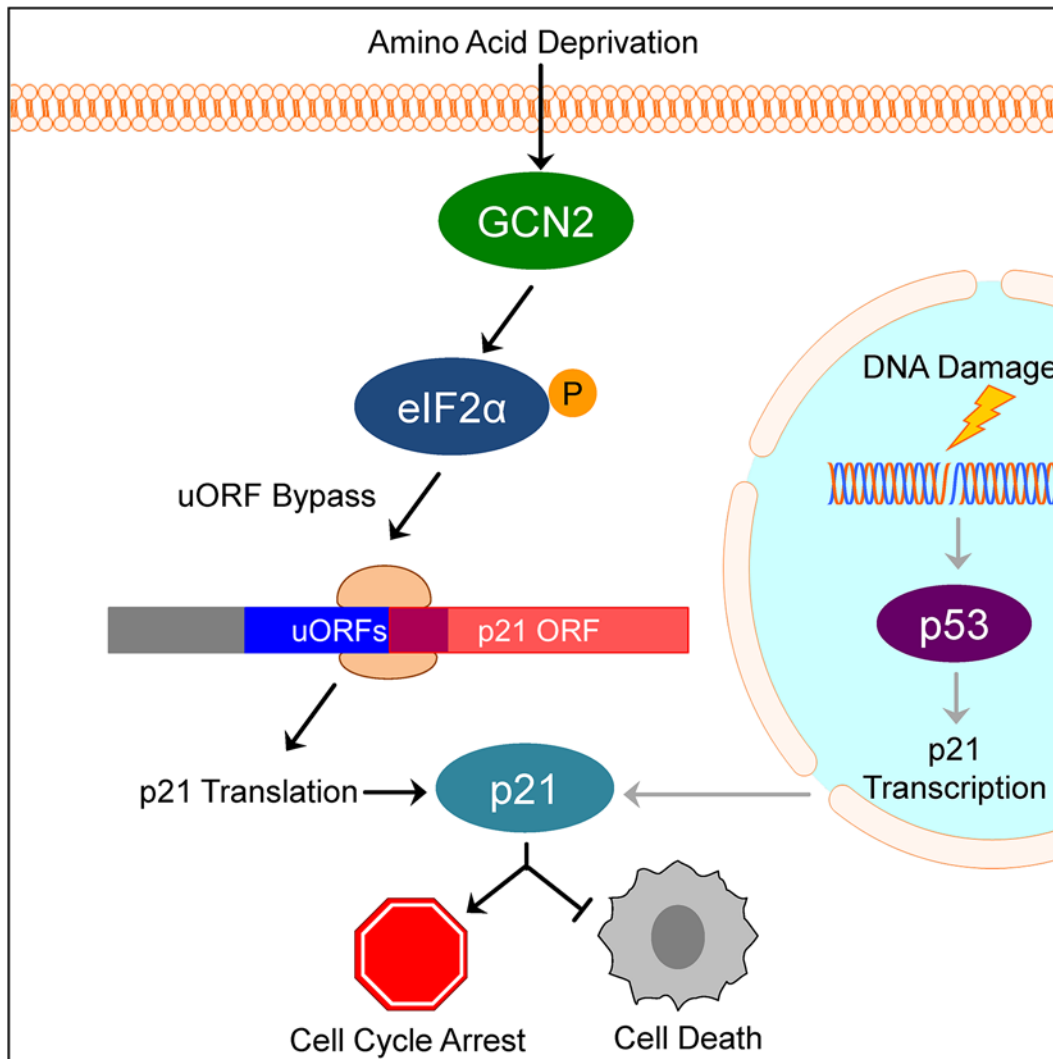 Amino Acid Deprivation
GCN2
eIF2α
P
uORF Bypass
uORFs
p21 ORF
p21 Translation
p21
DNA Damage
p53
p21
Transcription
Cell Cycle Arrest
Cell Death